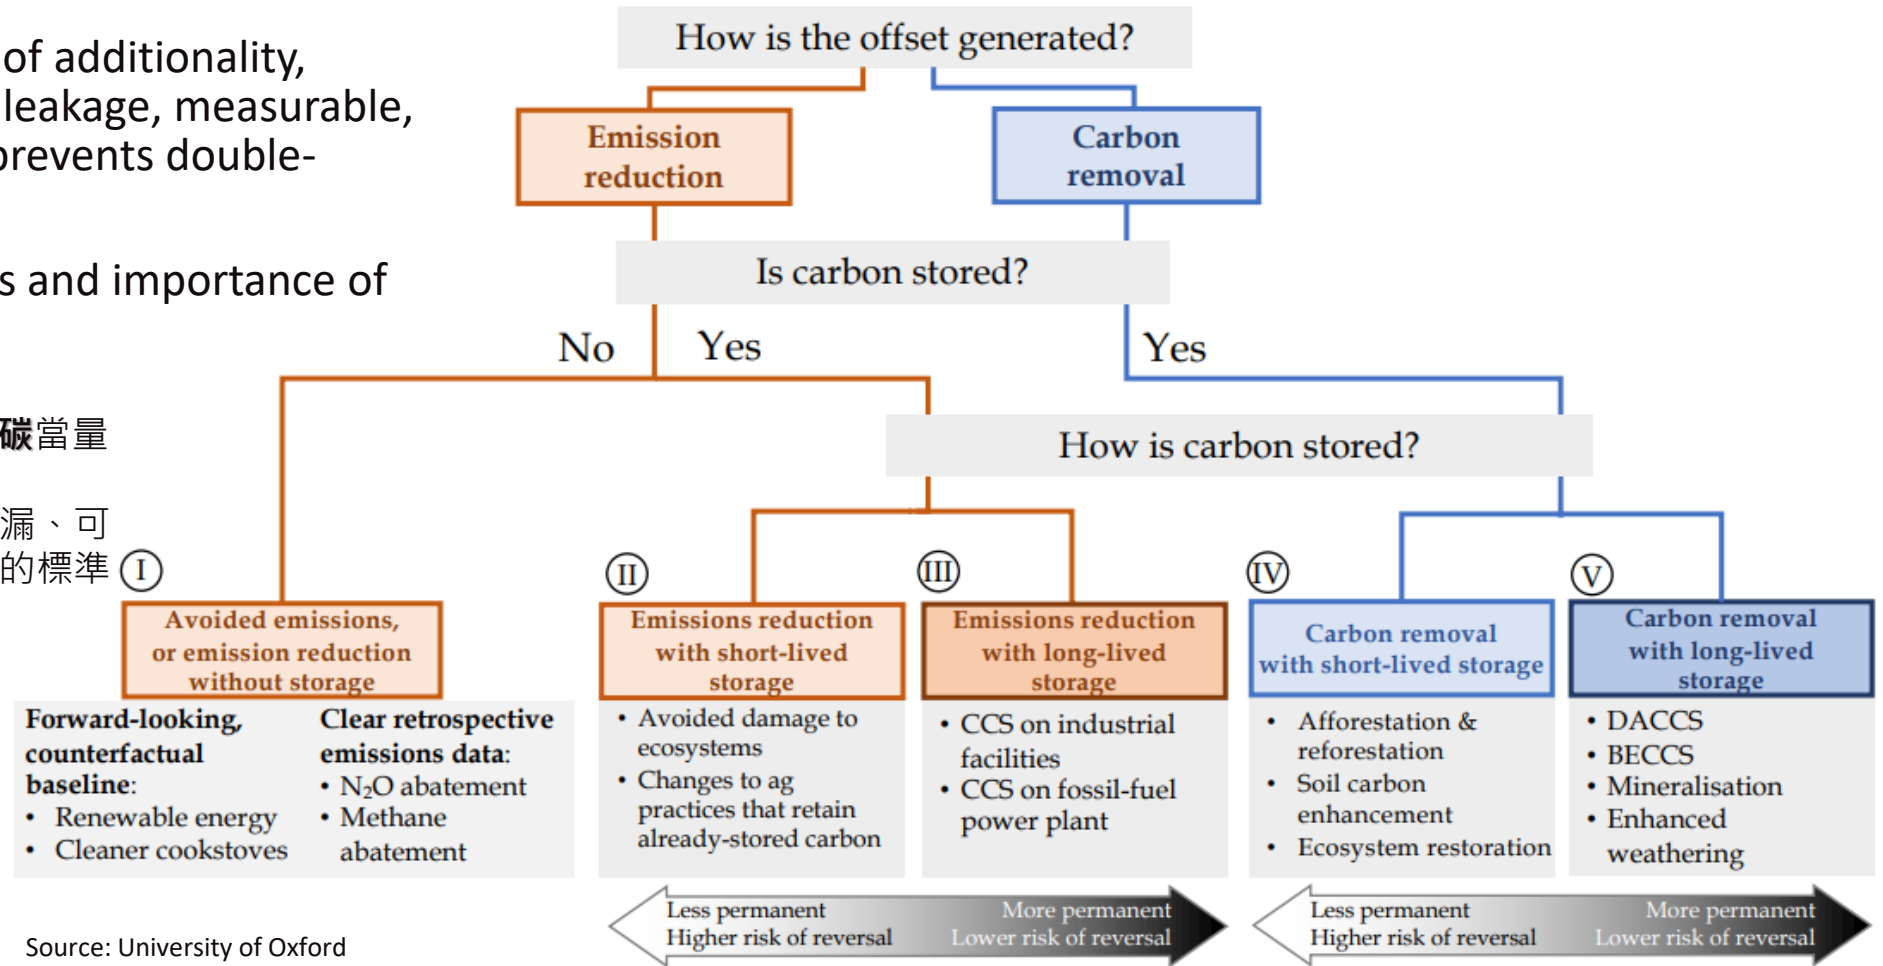 of additionality,
leakage, measurable,
prevents double-
s and importance of
碳當量
漏、可
的標準
How is the offset generated?
Emission
reduction
Carbon
removal
Is carbon stored?
No
Yes
Yes
How is carbon stored?
I
Avoided emissions,
or emission reduction
without storage
Forward-looking,
counterfactual
baseline:
• Renewable energy
• Cleaner cookstoves
Clear retrospective
emissions data:
• N₂O abatement
• Methane
abatement
II
Emissions reduction
with short-lived
storage
• Avoided damage to
ecosystems
• Changes to ag
practices that retain
already-stored carbon
III
Emissions reduction
with long-lived
storage
• CCS on industrial
facilities
• CCS on fossil-fuel
power plant
IV
Carbon removal
with short-lived storage
• Afforestation &
reforestation
• Soil carbon
enhancement
• Ecosystem restoration
V
Carbon removal
with long-lived
storage
• DACCS
• BECCS
• Mineralisation
• Enhanced
weathering
Less permanent
Higher risk of reversal
More permanent
Lower risk of reversal
Less permanent
Higher risk of reversal
More permanent
Lower risk of reversal
Source: University of Oxford